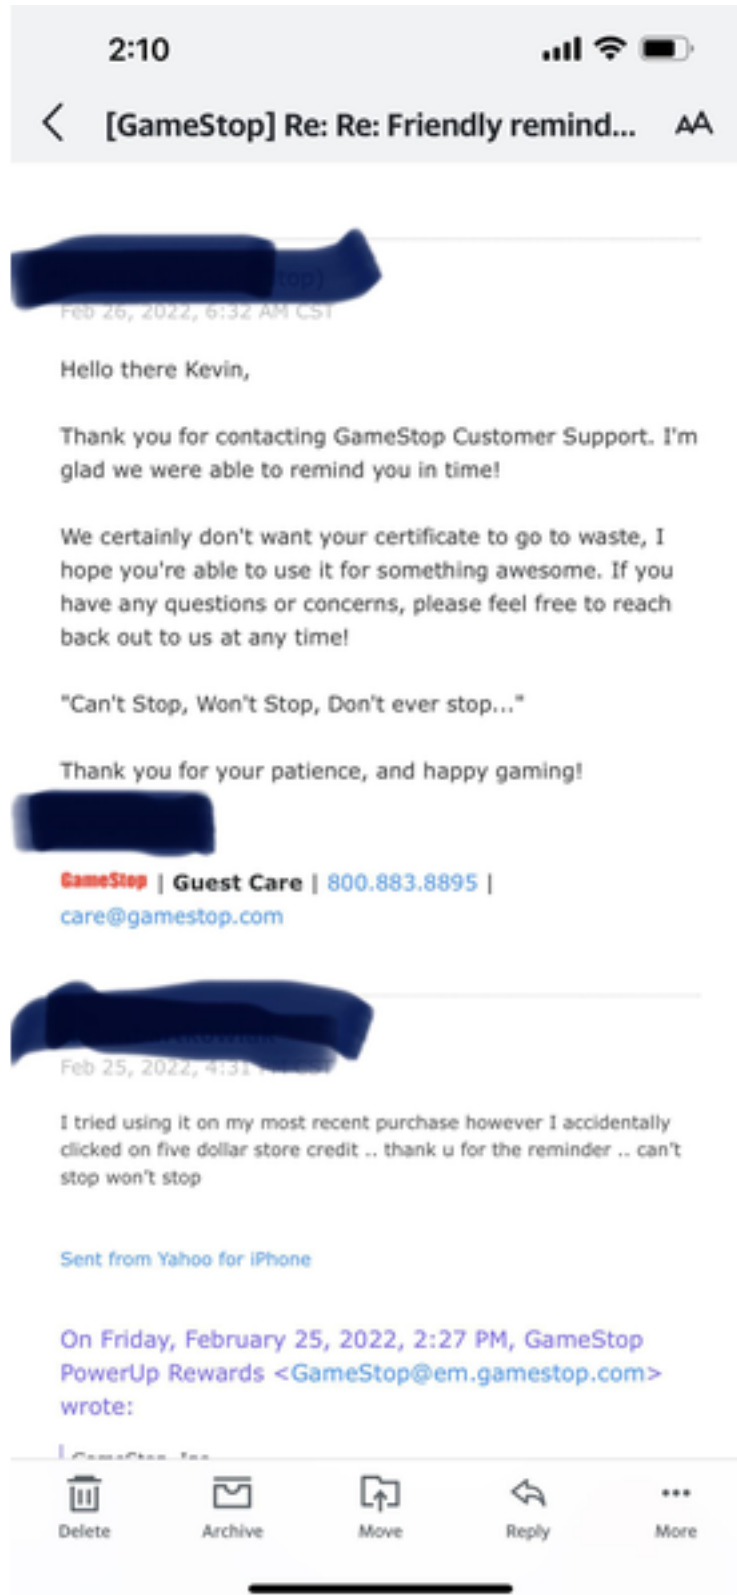 2:10
[GameStop] Re: Re: Friendly remind... AA
top)
Feb 26, 2022, 6:32 AM CST
Hello there Kevin,
Thank you for contacting GameStop Customer Support. I'm
glad we were able to remind you in time!
We certainly don't want your certificate to go to waste, I
hope you're able to use it for something awesome. If you
have any questions or concerns, please feel free to reach
back out to us at any time!
"Can't Stop, Won't Stop, Don't ever stop..."
Thank you for your patience, and happy gaming!
GameStop | Guest Care | 800.883.8895 |
care@gamestop.com
Feb 25, 2022, 4:31
I tried using it on my most recent purchase however I accidentally
clicked on five dollar store credit .. thank u for the reminder .. can't
stop won't stop
Sent from Yahoo for iPhone
On Friday, February 25, 2022, 2:27 PM, GameStop
PowerUp Rewards <GameStop@em.gamestop.com>
wrote:
Delete Archive Move Reply More